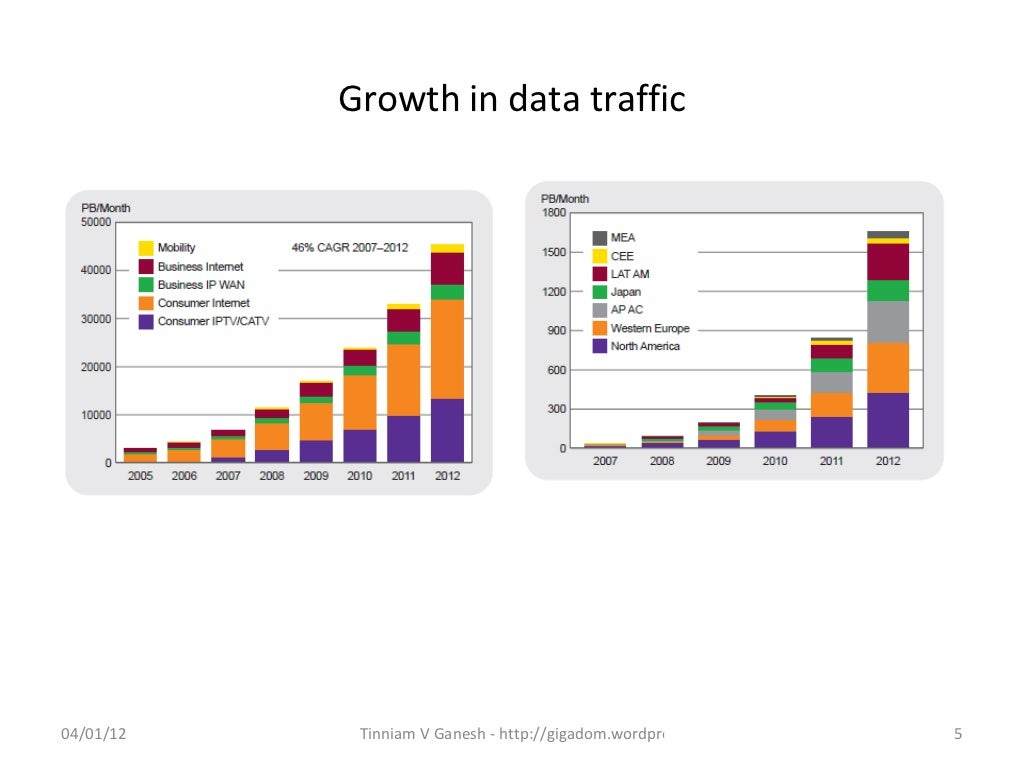 Growth in data traffic
PB/Month
50000
40000
30000
20000
10000
0
Mobility
Business Internet
Business IP WAN
Consumer Internet
Consumer IPTV/CATV
46% CAGR 2007–2012
2005 2006 2007 2008 2009 2010 2011 2012
PB/Month
1800
1500
1200
900
600
300
0
MEA
CEE
LAT AM
Japan
AP AC
Western Europe
North America
2007 2008 2009 2010 2011 2012
04/01/12 Tinniam V Ganesh - http://gigadom.wordpre 5